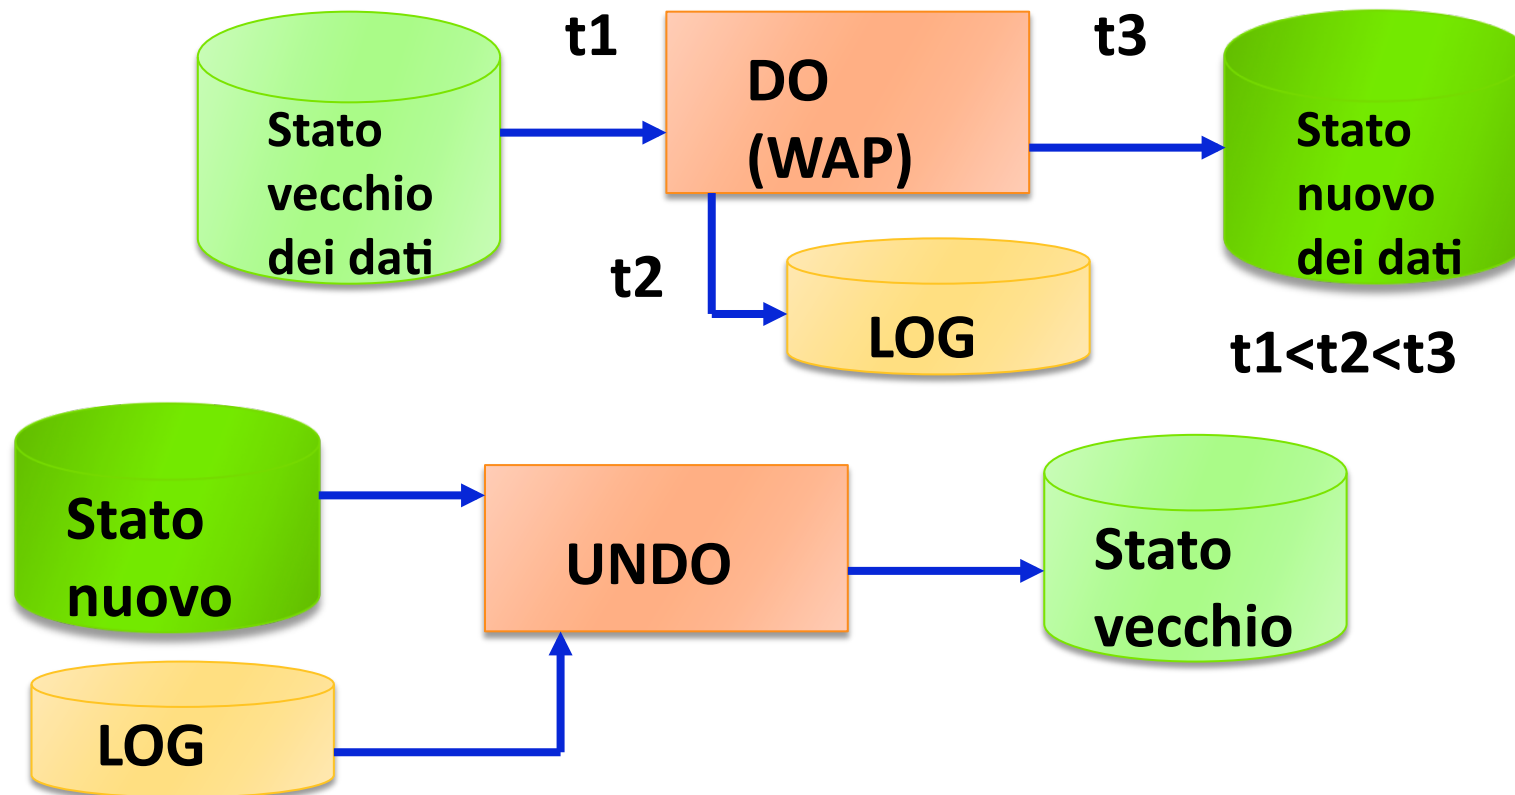 t1
t3
DO
(WAP)
Stato
vecchio
dei dati
Stato
nuovo
dei dati
t2
LOG
t1<t2<t3
Stato
nuovo
UNDO
Stato
vecchio
LOG